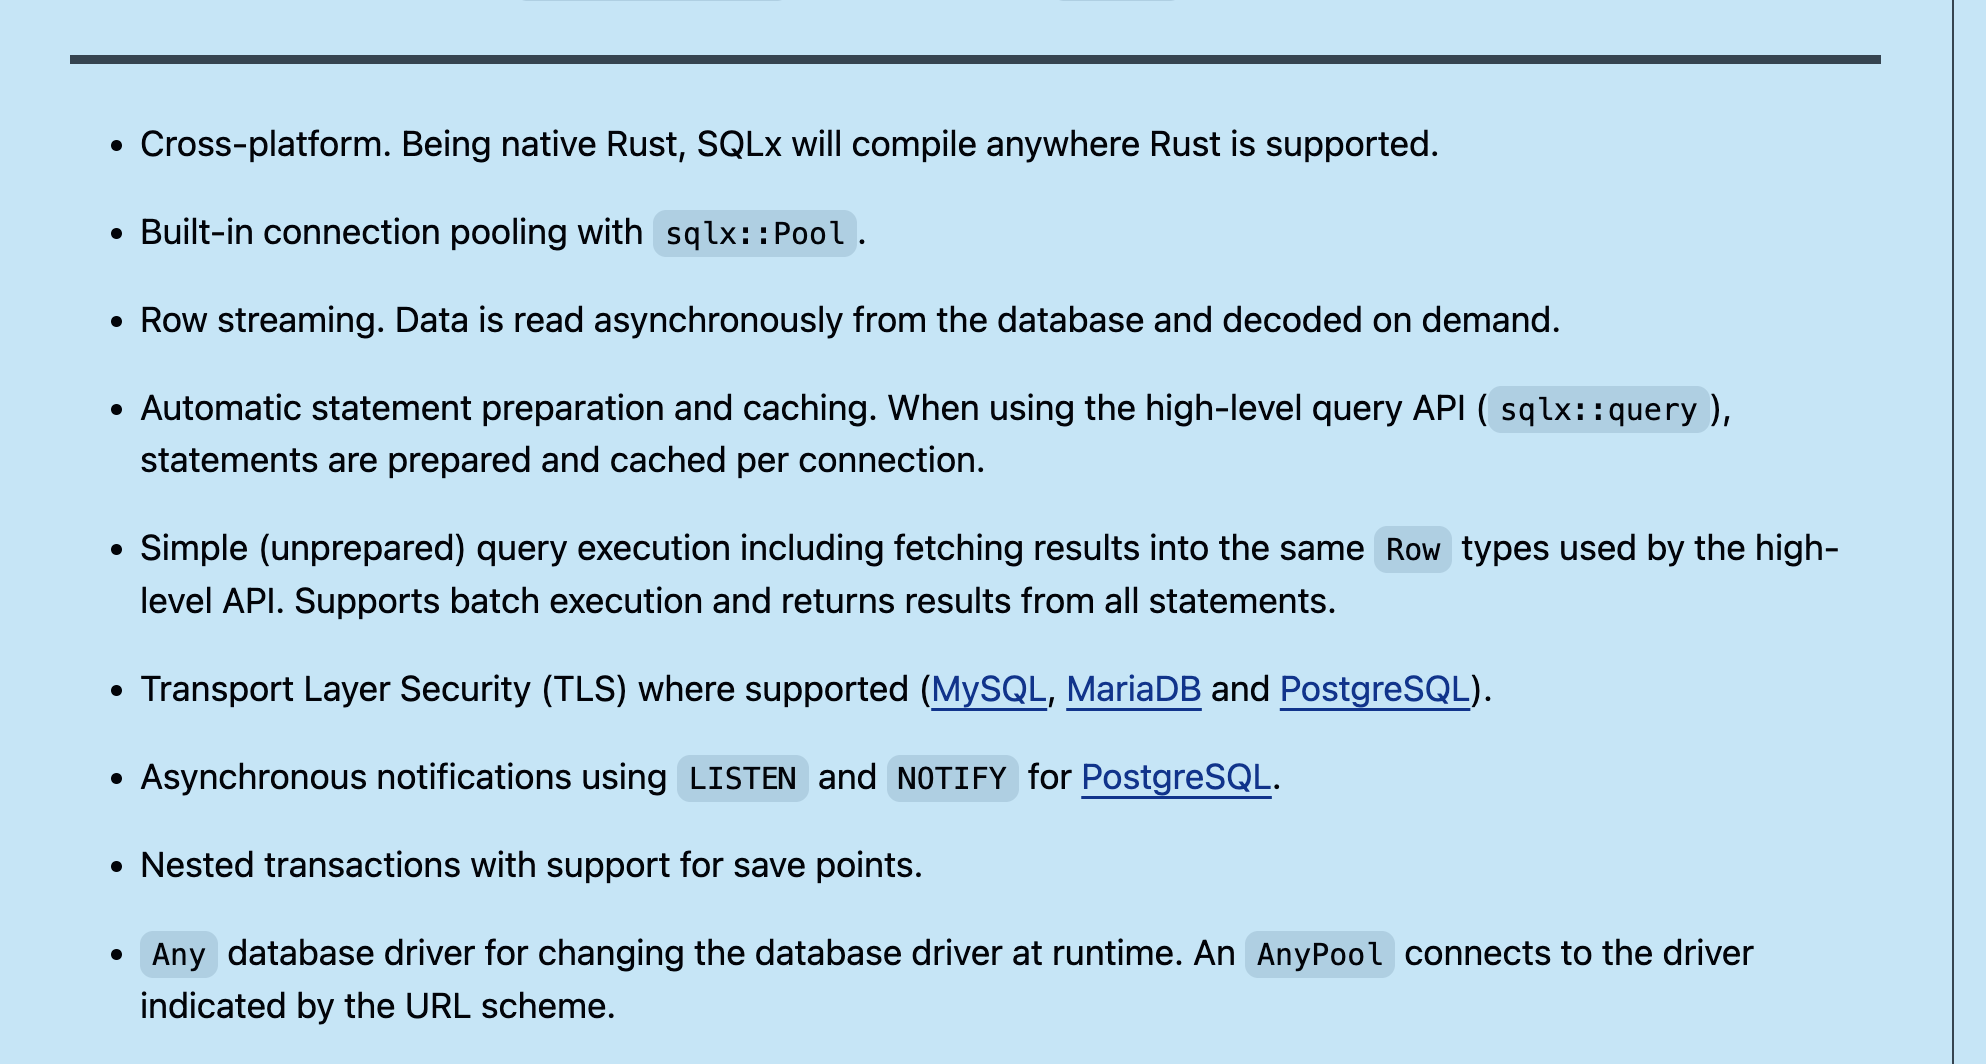 • Cross-platform. Being native Rust, SQLx will compile anywhere Rust is supported.
• Built-in connection pooling with sqlx::Pool.
• Row streaming. Data is read asynchronously from the database and decoded on demand.
• Automatic statement preparation and caching. When using the high-level query API (sqlx::query),
statements are prepared and cached per connection.
• Simple (unprepared) query execution including fetching results into the same Row types used by the high-
level API. Supports batch execution and returns results from all statements.
• Transport Layer Security (TLS) where supported (MySQL, MariaDB and PostgreSQL).
• Asynchronous notifications using LISTEN and NOTIFY for PostgreSQL.
• Nested transactions with support for save points.
• Any database driver for changing the database driver at runtime. An AnyPool connects to the driver
indicated by the URL scheme.